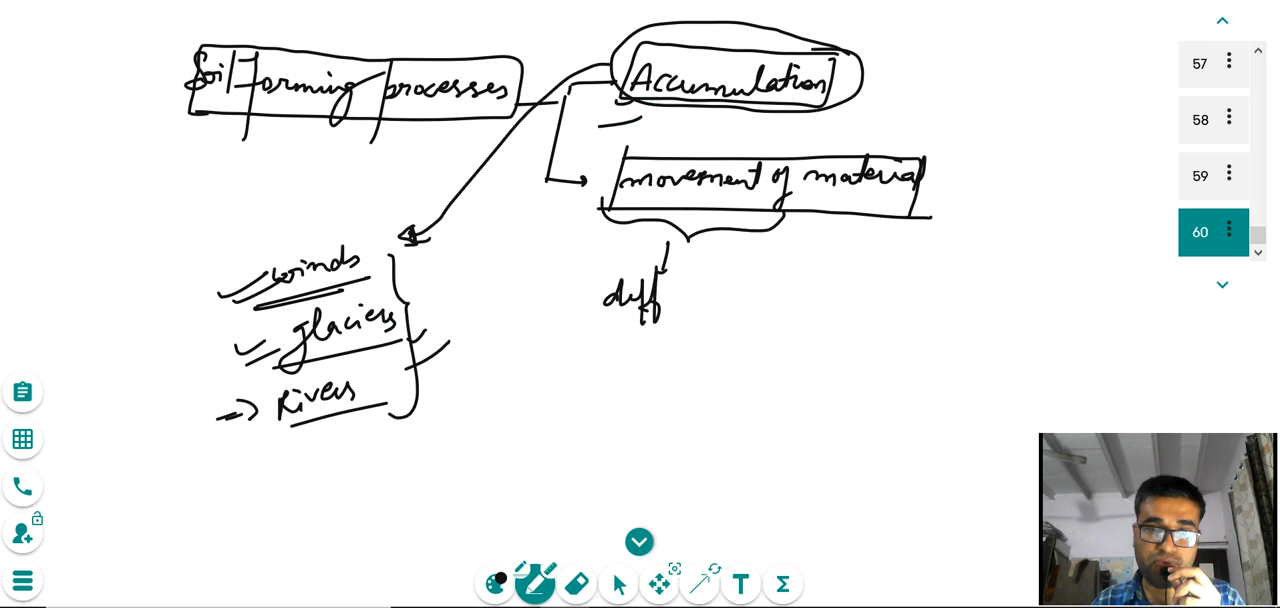 Soil forming processes
Accumulation
movement of material
winds
glaciers
Rivers
diff
57
58
59
60
T
Σ